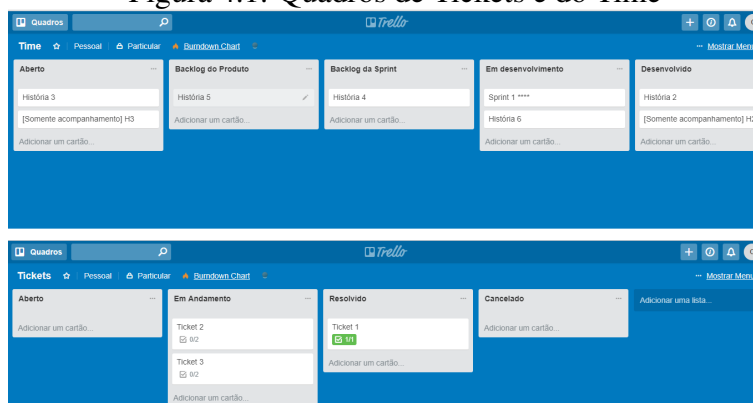 Figura 4.1: Quadros de Tickets e do Time
Quadros Trello
Time Pessoal Particular Burndown Chart ... Mostrar Menu
Aberto ... Backlog do Produto ... Backlog da Sprint ... Em desenvolvimento ... Desenvolvido
História 3 História 5 História 4 Sprint 1 **** História 2
[Somente acompanhamento] H3 Adicionar um cartão... Adicionar um cartão... História 6 [Somente acompanhamento] H2
Adicionar um cartão... Adicionar um cartão... Adicionar um cartão...
Quadros Trello
Tickets Pessoal Particular Burndown Chart ... Mostrar Menu
Aberto ... Em Andamento ... Resolvido ... Cancelado ... Adicionar uma lista...
Adicionar um cartão... Ticket 2 Ticket 1 Adicionar um cartão...
0/2 1/1
Ticket 3 Adicionar um cartão...
0/2
Adicionar um cartão...